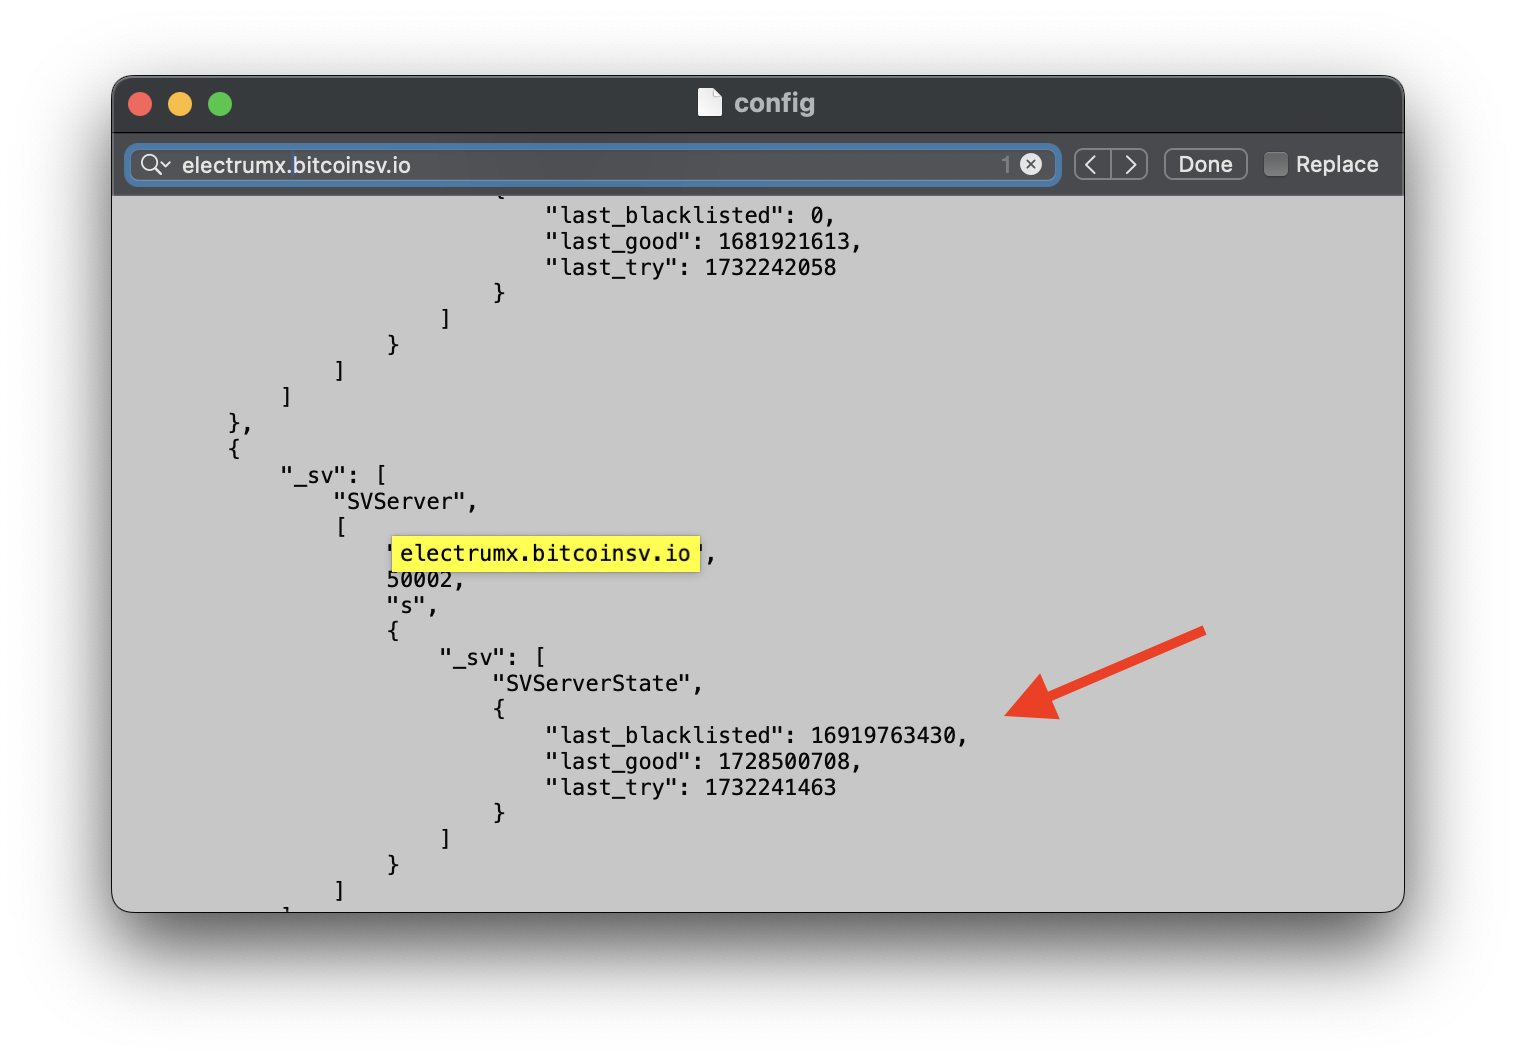 config
electrumx.bitcoinsv.io 1 Done Replace
"last_blacklisted": 0,
"last_good": 1681921613,
"last_try": 1732242058
}
]
}
]
]
},
{
"_sv": [
"SVServer",
[
"electrumx.bitcoinsv.io",
50002,
"s",
{
"_sv": [
"SVServerState",
{
"last_blacklisted": 16919763430,
"last_good": 1728500708,
"last_try": 1732241463
}
]
}
]